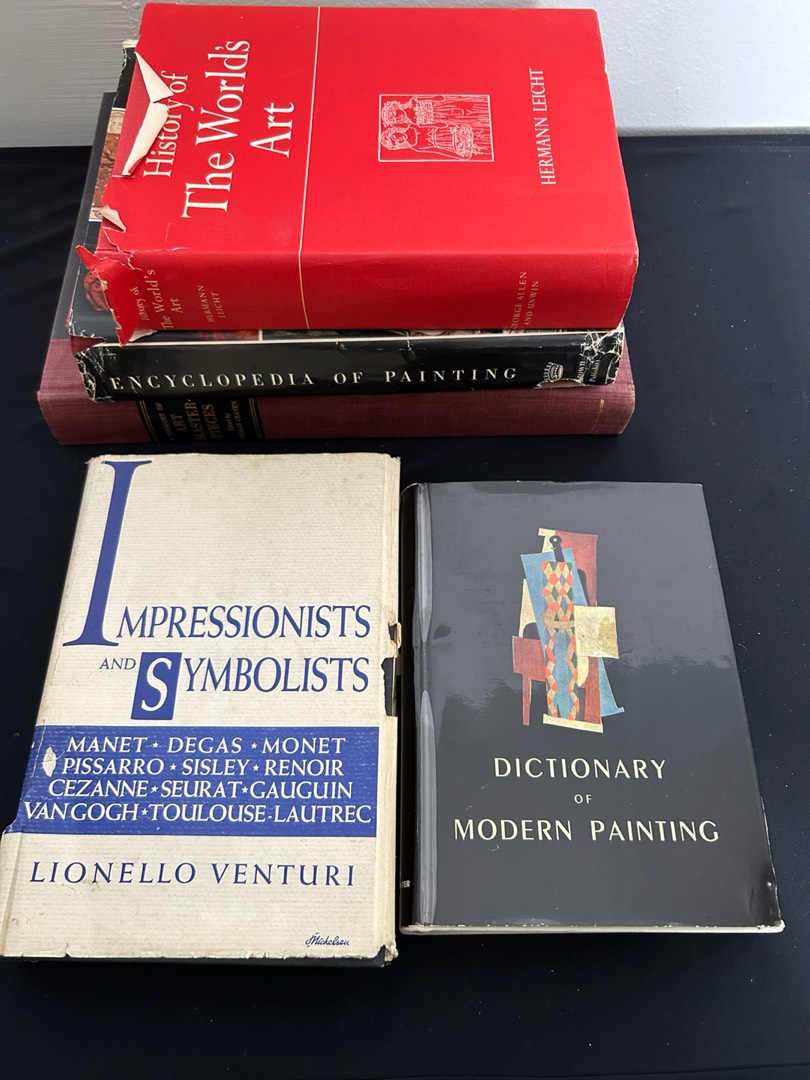 History of
The World's
Art
HERMANN LEICHT
History of
The World's
Art
HERMANN
LEICHT
GEORGE ALLEN
AND UNWIN
ENCYCLOPEDIA OF PAINTING
Crown
ART
MASTER-
PIECES
IMPRESSIONISTS
AND SYMBOLISTS
MANET ★ DEGAS ★ MONET
PISSARRO ★ SISLEY ★ RENOIR
CEZANNE ★ SEURAT ★ GAUGUIN
VAN GOGH ★ TOULOUSE-LAUTREC
LIONELLO VENTURI
DICTIONARY
OF
MODERN PAINTING